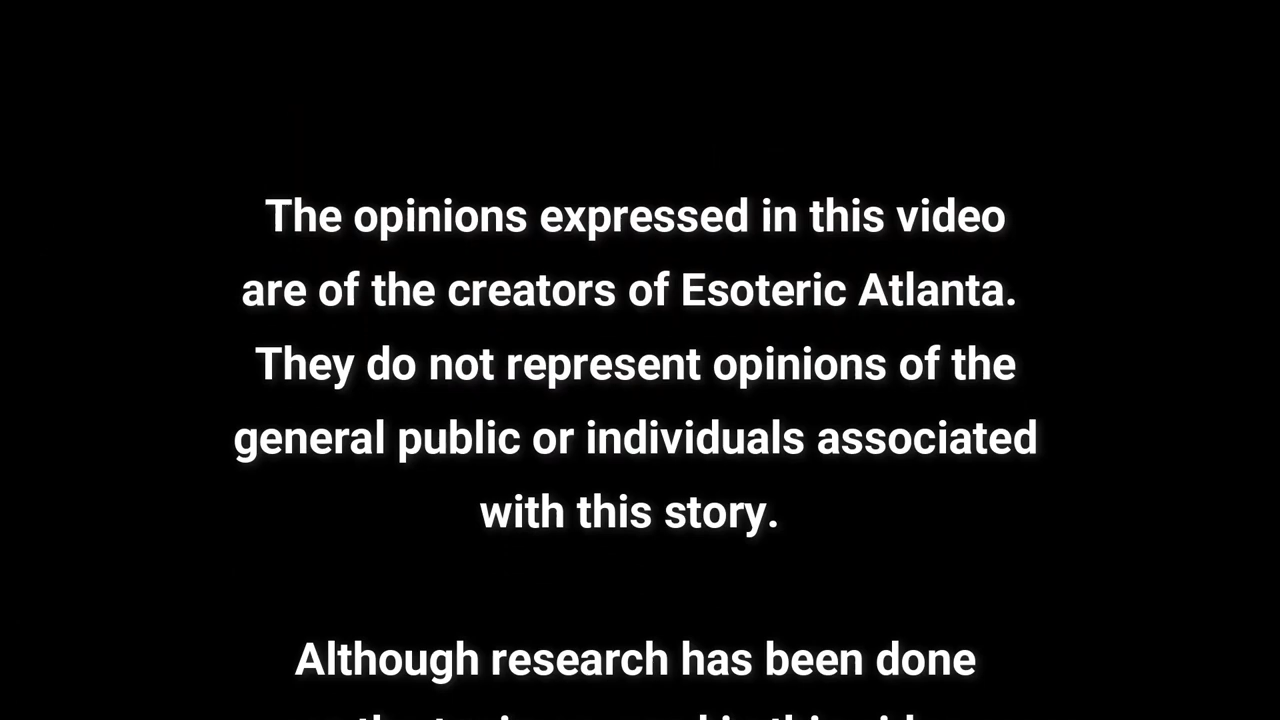 The opinions expressed in this video
are of the creators of Esoteric Atlanta.
They do not represent opinions of the
general public or individuals associated
with this story.
Although research has been done